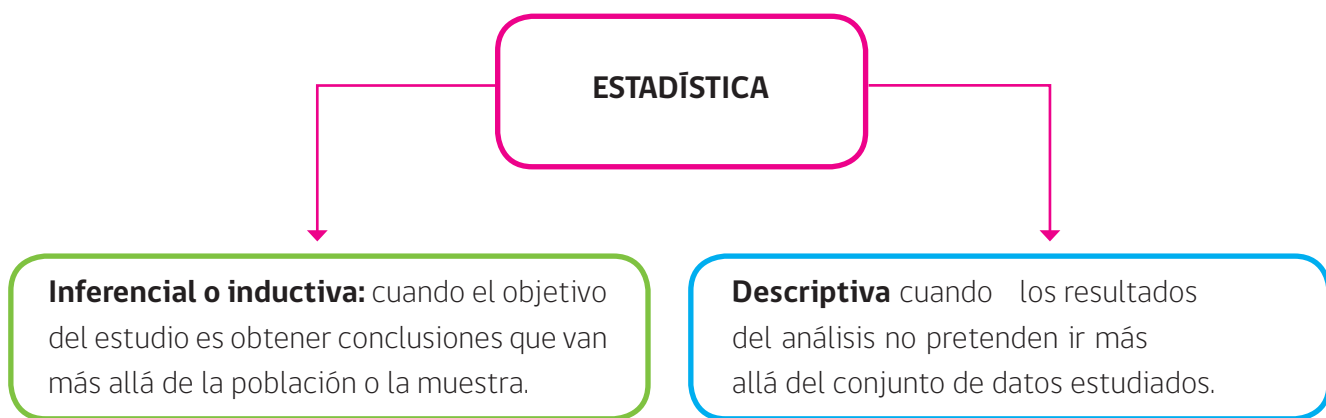 ESTADÍSTICA
Inferencial o inductiva: cuando el objetivo
del estudio es obtener conclusiones que van
más allá de la población o la muestra.
Descriptiva cuando los resultados
del análisis no pretenden ir más
allá del conjunto de datos estudiados.